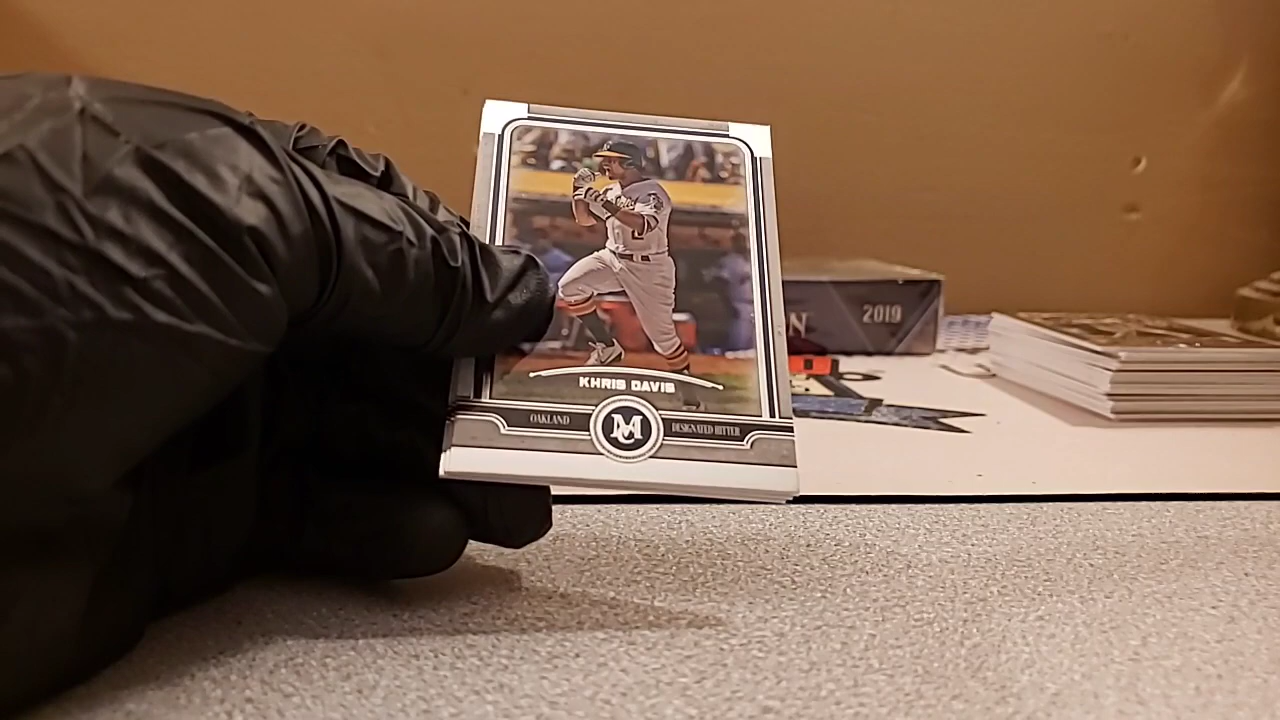 KHRIS DAVIS
OAKLAND
MC
DESIGNATED HITTER
N
2019